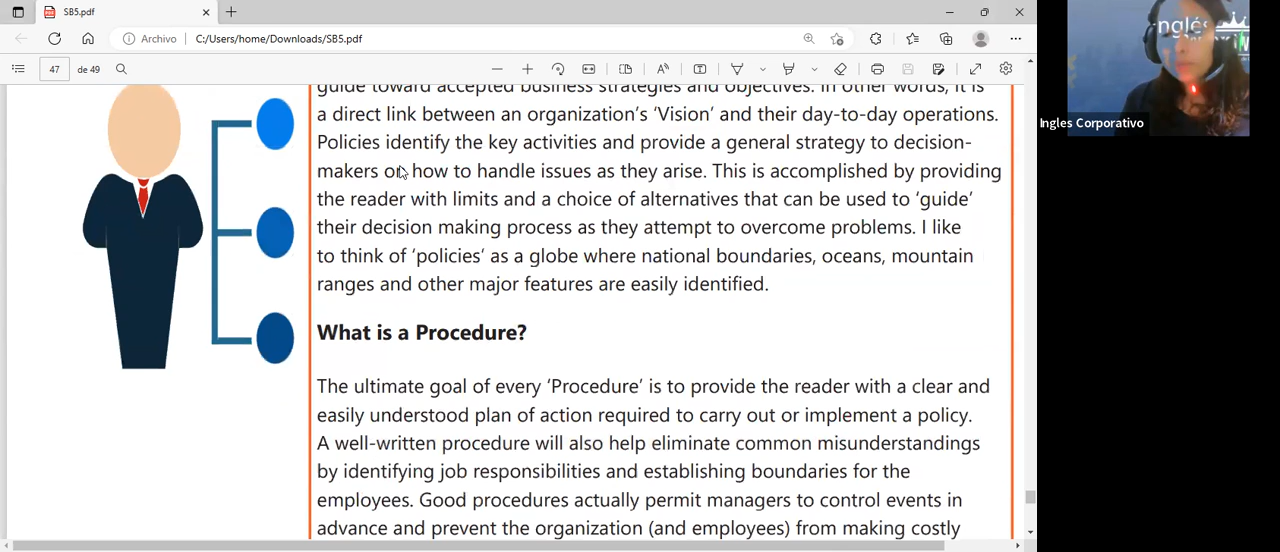 SB5.pdf
Archivo
C:/Users/home/Downloads/SB5.pdf
47 de 49
guide toward accepted business strategies and objectives. In other words, it is
a direct link between an organization's 'Vision' and their day-to-day operations.
Policies identify the key activities and provide a general strategy to decision-
makers on how to handle issues as they arise. This is accomplished by providing
the reader with limits and a choice of alternatives that can be used to 'guide'
their decision making process as they attempt to overcome problems. I like
to think of 'policies' as a globe where national boundaries, oceans, mountain
ranges and other major features are easily identified.
What is a Procedure?
The ultimate goal of every 'Procedure' is to provide the reader with a clear and
easily understood plan of action required to carry out or implement a policy.
A well-written procedure will also help eliminate common misunderstandings
by identifying job responsibilities and establishing boundaries for the
employees. Good procedures actually permit managers to control events in
advance and prevent the organization (and employees) from making costly
Ingles Corporativo